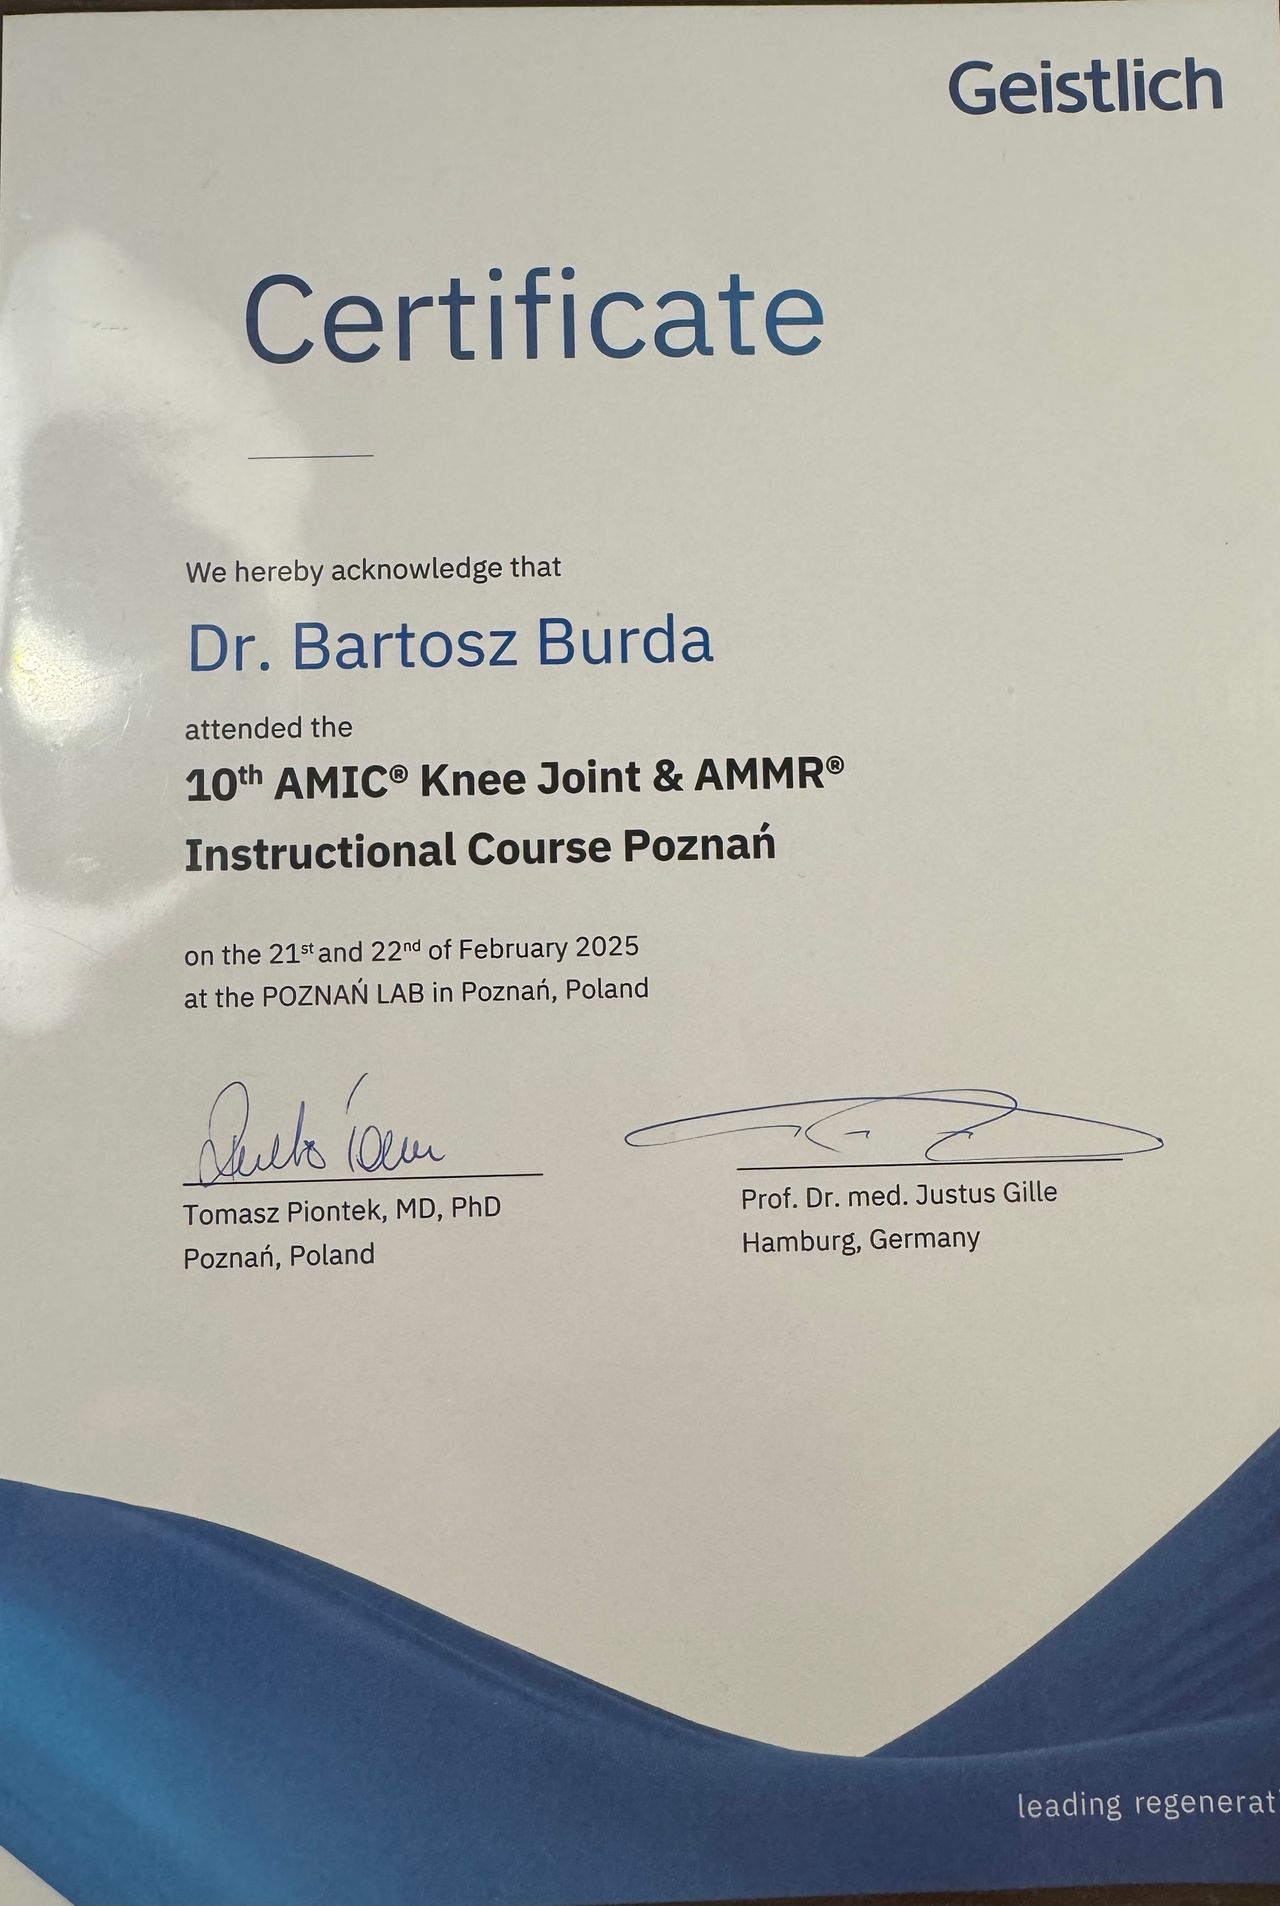 Geistlich
Certificate
We hereby acknowledge that
Dr. Bartosz Burda
attended the
10th AMIC® Knee Joint & AMMR®
Instructional Course Poznań
on the 21st and 22nd of February 2025
at the POZNAŃ LAB in Poznań, Poland
Tomasz Piontek, MD, PhD
Poznań, Poland
Prof. Dr. med. Justus Gille
Hamburg, Germany
leading regenerati